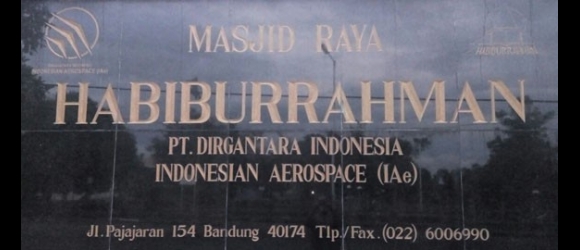 MASJID RAYA
HABIBURRAHMAN
PT. DIRGANTARA INDONESIA
INDONESIAN AEROSPACE (IAe)
Jl. Pajajaran 154 Bandung 40174 Tlp./Fax. (022) 6006990